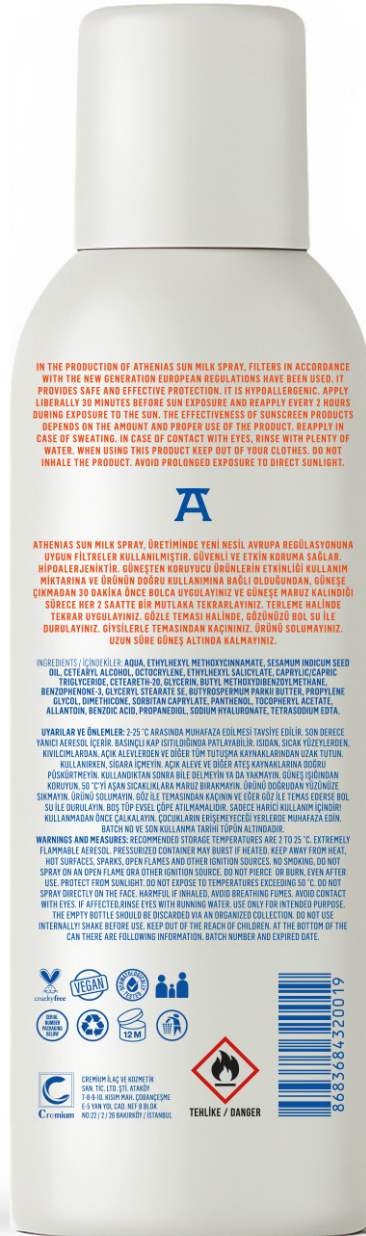 IN THE PRODUCTION OF ATHENIAS SUN MILK SPRAY, FILTERS IN ACCORDANCE
WITH THE NEW GENERATION EUROPEAN REGULATIONS HAVE BEEN USED. IT
PROVIDES SAFE AND EFFECTIVE PROTECTION. IT IS HYPOALLERGENIC. APPLY
LIBERALLY 30 MINUTES BEFORE SUN EXPOSURE AND REAPPLY EVERY 2 HOURS
DURING EXPOSURE TO THE SUN. THE EFFECTIVENESS OF SUNSCREEN PRODUCTS
DEPENDS ON THE AMOUNT AND PROPER USE OF THE PRODUCT. REAPPLY IN
CASE OF SWEATING. IN CASE OF CONTACT WITH EYES, RINSE WITH PLENTY OF
WATER. WHEN USING THIS PRODUCT KEEP OUT OF YOUR CLOTHES. DO NOT
INHALE THE PRODUCT. AVOID PROLONGED EXPOSURE TO DIRECT SUNLIGHT.
A
ATHENIAS SUN MILK SPRAY, ÜRETİMİNDE YENİ NESİL AVRUPA REGÜLASYONUNA
UYGUN FİLTRELER KULLANILMIŞTIR. GÜVENLİ VE ETKİN KORUMA SAĞLAR.
HİPOALERJENİKTİR. GÜNEŞTEN KORUYUCU ÜRÜNLERİN ETKİNLİĞİ KULLANIM
MİKTARINA VE ÜRÜNÜN DOĞRU KULLANIMINA BAĞLI OLDUĞUNDAN, GÜNEŞE
ÇIKMADAN 30 DAKİKA ÖNCE BOLCA UYGULAYINIZ VE GÜNEŞE MARUZ KALINDIĞI
SÜRECE HER 2 SAATTE BİR MUTLAKA TEKRARLAYINIZ. TERLEME HALİNDE
TEKRAR UYGULAYINIZ. GÖZLE TEMASI HALİNDE, GÖZÜNÜZÜ BOL SU İLE
DURULAYINIZ. GİYSİLERLE TEMASINDAN KAÇININIZ. ÜRÜNÜ SOLUMAYINIZ.
UZUN SÜRE GÜNEŞ ALTINDA KALMAYINIZ.
INGREDIENTS / İÇİNDEKİLER: AQUA, ETHYLHEXYL METHOXYCINNAMATE, SESAMUM INDICUM SEED
OIL, CETEARYL ALCOHOL, OCTOCRYLENE, ETHYLHEXYL SALICYLATE, CAPRYLIC/CAPRIC
TRIGLYCERIDE, CETEARETH-20, GLYCERIN, BUTYL METHOXYDIBENZOYLMETHANE,
BENZOPHENONE-3, GLYCERYL STEARATE SE, BUTYROSPERMUM PARKII BUTTER, PROPYLENE
GLYCOL, DIMETHICONE, SORBITAN CAPRYLATE, PANTHENOL, TOCOPHERYL ACETATE,
ALLANTOIN, BENZOIC ACID, PROPANEDIOL, SODIUM HYALURONATE, TETRASODIUM EDTA.
UYARILAR VE ÖNLEMLER: 2-25 °C ARASINDA MUHAFAZA EDİLMESİ TAVSİYE EDİLİR. SON DERECE
YANICI AEROSOL İÇERİR. BASINÇLI KAP ISITILDIĞINDA PATLAYABİLİR. ISIDAN, SICAK YÜZEYLERDEN,
KIVILCIMLARDAN, AÇIK ALEVLERDEN VE DİĞER TÜM TUTUŞMA KAYNAKLARINDAN UZAK TUTUN.
KULLANIRKEN, SİGARA İÇMEYİN. AÇIK ALEVE VE DİĞER ATEŞ KAYNAKLARINA DOĞRU
PÜSKÜRTMEYİN. KULLANDIKTAN SONRA BİLE DELMEYİN YA DA YAKMAYIN. GÜNEŞ IŞIĞINDAN
KORUYUN. 50 °C'Yİ AŞAN SICAKLIKLARA MARUZ BIRAKMAYIN. ÜRÜNÜ DOĞRUDAN YÜZÜNÜZE
SIKMAYIN. ÜRÜNÜ SOLUMAYIN. GÖZ İLE TEMASINDAN KAÇININ VE EĞER GÖZ İLE TEMAS EDERSE BOL
SU İLE DURULAYIN. BOŞ TÜP EVSEL ÇÖPE ATILMAMALIDIR. SADECE HARİCİ KULLANIM İÇİNDİR!
KULLANMADAN ÖNCE ÇALKALAYIN. ÇOCUKLARIN ERİŞEMEYECEĞİ YERLERDE MUHAFAZA EDİN.
BATCH NO VE SON KULLANMA TARİHİ TÜPÜN ALTINDADIR.
WARNINGS AND MEASURES: RECOMMENDED STORAGE TEMPERATURES ARE 2 TO 25 °C. EXTREMELY
FLAMMABLE AEROSOL. PRESSURIZED CONTAINER MAY BURST IF HEATED. KEEP AWAY FROM HEAT,
HOT SURFACES, SPARKS, OPEN FLAMES AND OTHER IGNITION SOURCES. NO SMOKING, DO NOT
SPRAY ON AN OPEN FLAME ORA OTHER IGNITION SOURCE. DO NOT PIERCE OR BURN, EVEN AFTER
USE. PROTECT FROM SUNLIGHT. DO NOT EXPOSE TO TEMPERATURES EXCEEDING 50 °C. DO NOT
SPRAY DIRECTLY ON THE FACE. HARMFUL IF INHALED, AVOID BREATHING FUMES. AVOID CONTACT
WITH EYES. IF AFFECTED,RINSE EYES WITH RUNNING WATER. USE ONLY FOR INTENDED PURPOSE.
THE EMPTY BOTTLE SHOULD BE DISCARDED VIA AN ORGANIZED COLLECTION. DO NOT USE
INTERNALLY! SHAKE BEFORE USE. KEEP OUT OF THE REACH OF CHILDREN. AT THE BOTTOM OF THE
CAN THERE ARE FOLLOWING INFORMATION. BATCH NUMBER AND EXPIRED DATE.
crueltyfree
VEGAN
DERMATOLOGICALLY TESTED
SERIAL
NUMBER
PACKAGING
BELOW
12 M
Cremium
CREMIUM İLAÇ VE KOZMETİK
SAN. TİC. LTD. ŞTİ. ATAKÖY
7-8-9-10. KISIM MAH. ÇOBANÇEŞME
E-5 YAN YOL CAD. NEF B BLOK
NO:22 / 2 / 26 BAKIRKÖY / İSTANBUL
TEHLİKE / DANGER
8683684320019